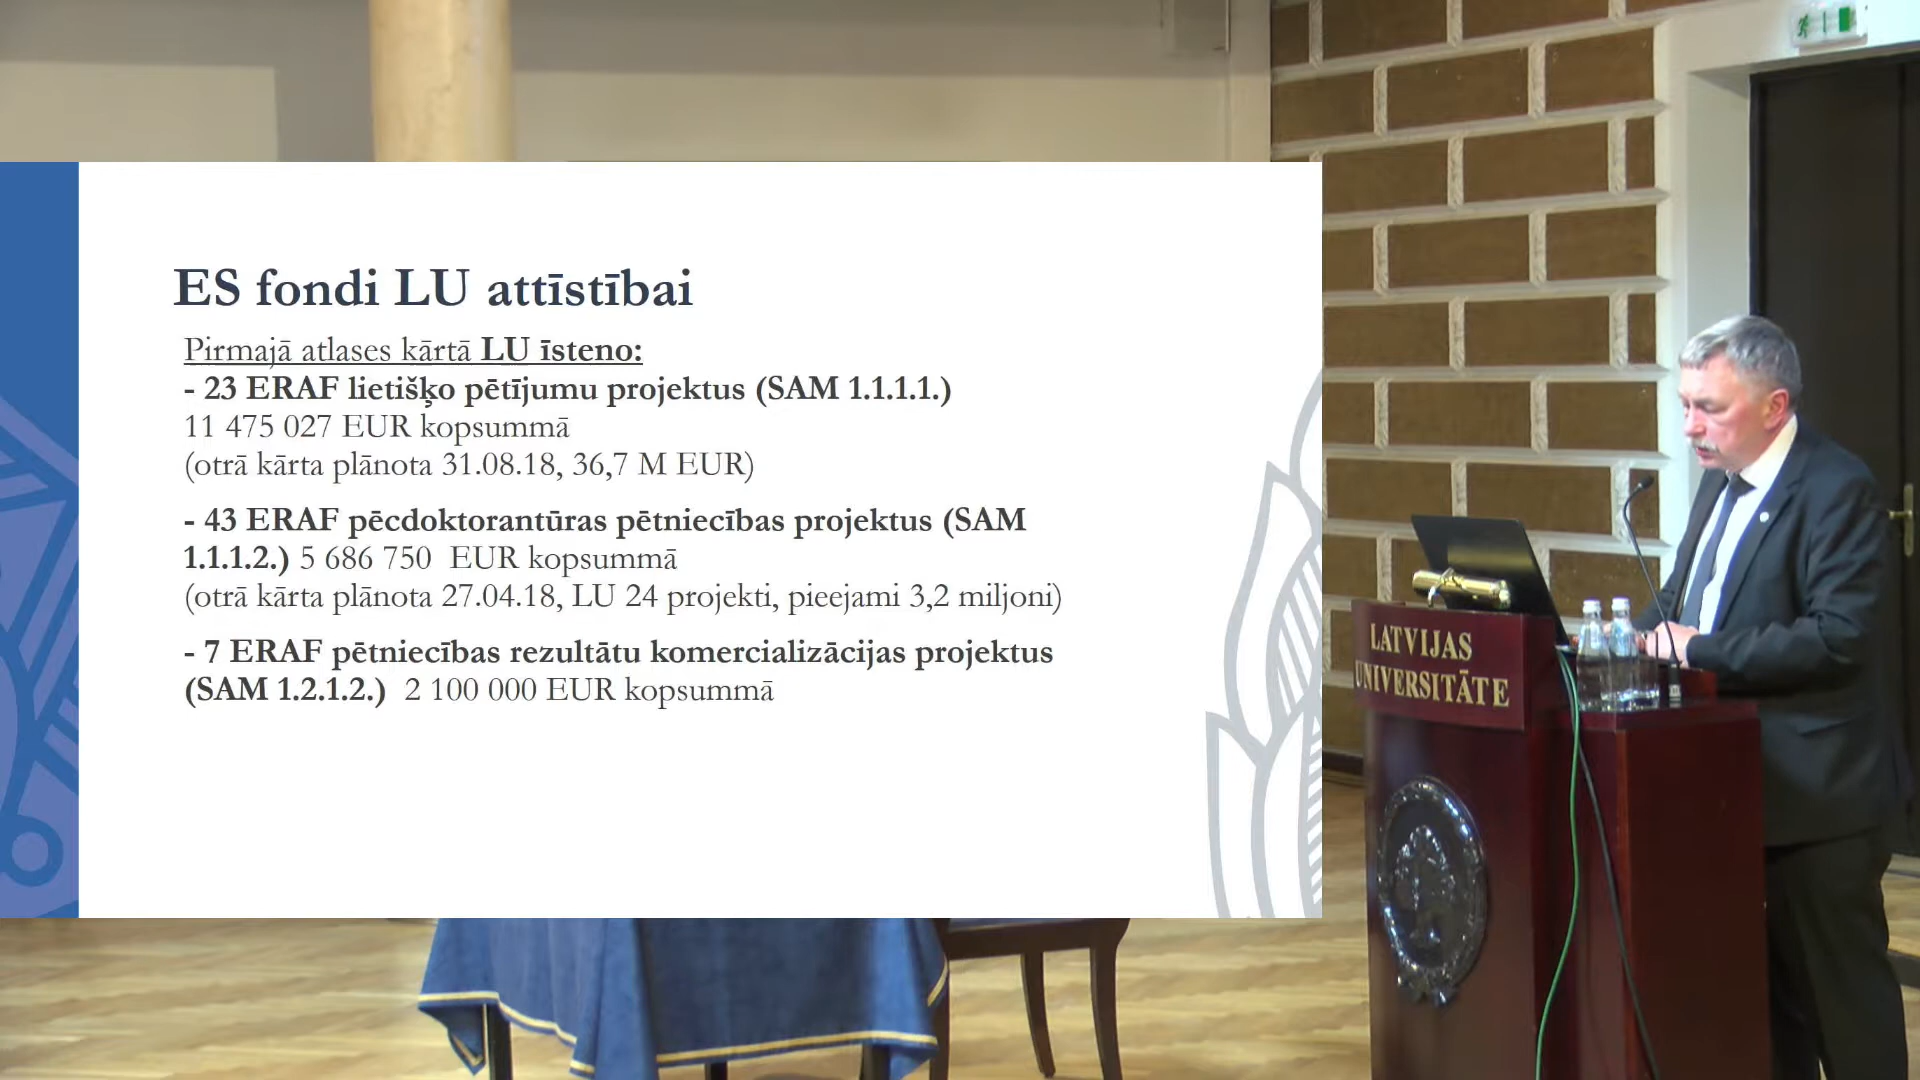 ES fondi LU attīstībai
Pirmajā atlases kārtā LU īsteno:
- 23 ERAF lietišķo pētījumu projektus (SAM 1.1.1.1.)
11 475 027 EUR kopsummā
(otrā kārta plānota 31.08.18, 36,7 M EUR)
- 43 ERAF pēcdoktorantūras pētniecības projektus (SAM
1.1.1.2.) 5 686 750 EUR kopsummā
(otrā kārta plānota 27.04.18, LU 24 projekti, pieejami 3,2 miljoni)
- 7 ERAF pētniecības rezultātu komercializācijas projektus
(SAM 1.2.1.2.) 2 100 000 EUR kopsummā
LATVIJAS
UNIVERSITĀTE